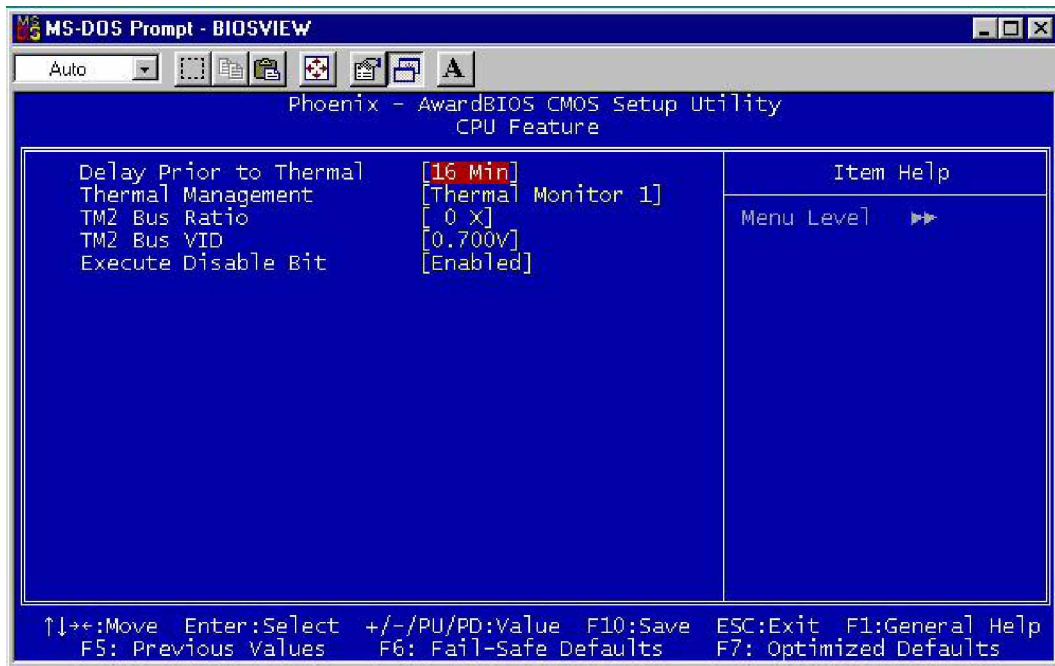 MS-DOS Prompt - BIOSVIEW
Auto
A
Phoenix - AwardBIOS CMOS Setup Utility
CPU Feature
Delay Prior to Thermal [16 Min]
Thermal Management [Thermal Monitor 1]
TM2 Bus Ratio [ 0 X]
TM2 Bus VID [0.700V]
Execute Disable Bit [Enabled]
Item Help
Menu Level ▶▶
↑↓→←:Move Enter:Select +/-/PU/PD:Value F10:Save ESC:Exit F1:General Help
F5: Previous Values F6: Fail-Safe Defaults F7: Optimized Defaults